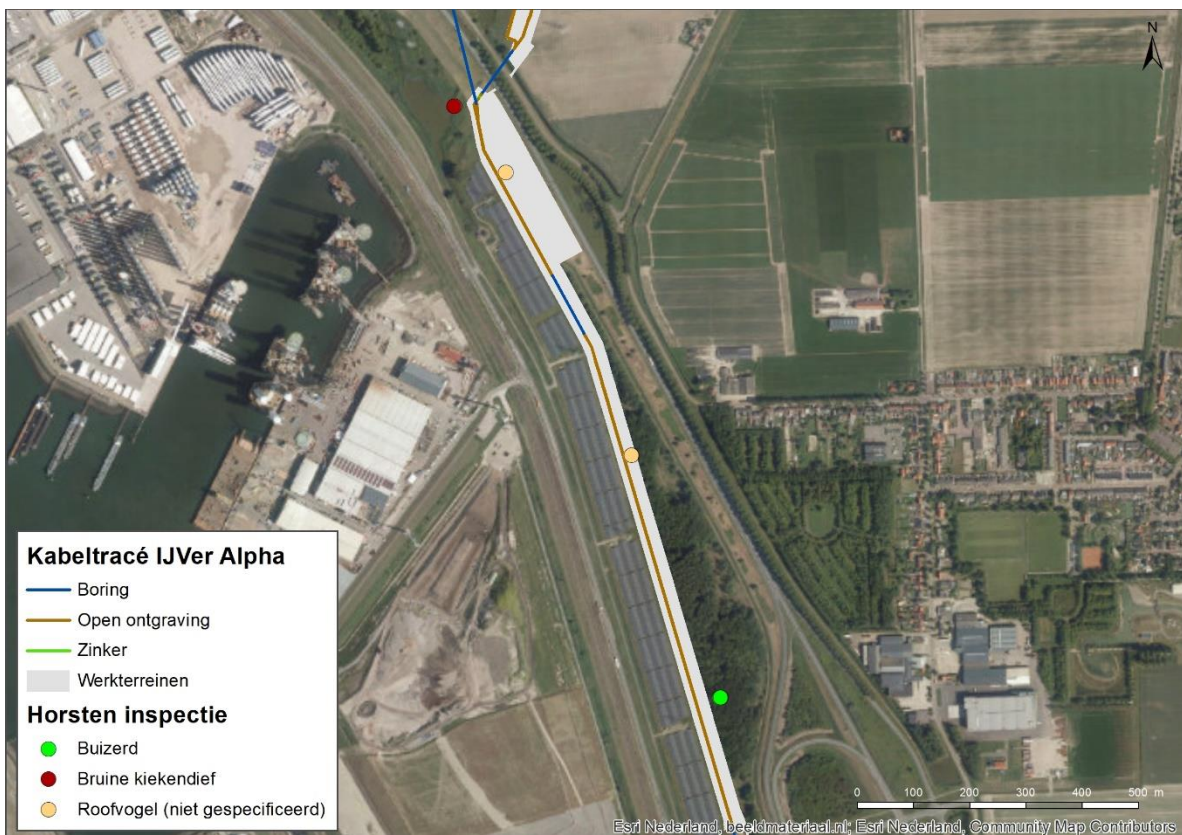 N
Kabeltracé IJVer Alpha
Boring
Open ontgraving
Zinker
Werkterreinen
Horsten inspectie
Buizerd
Bruine kiekendief
Roofvogel (niet gespecificeerd)
0 100 200 300 400 500 m
Esri Nederland, beeldmateriaal.nl; Esri Nederland, Community Map Contributors